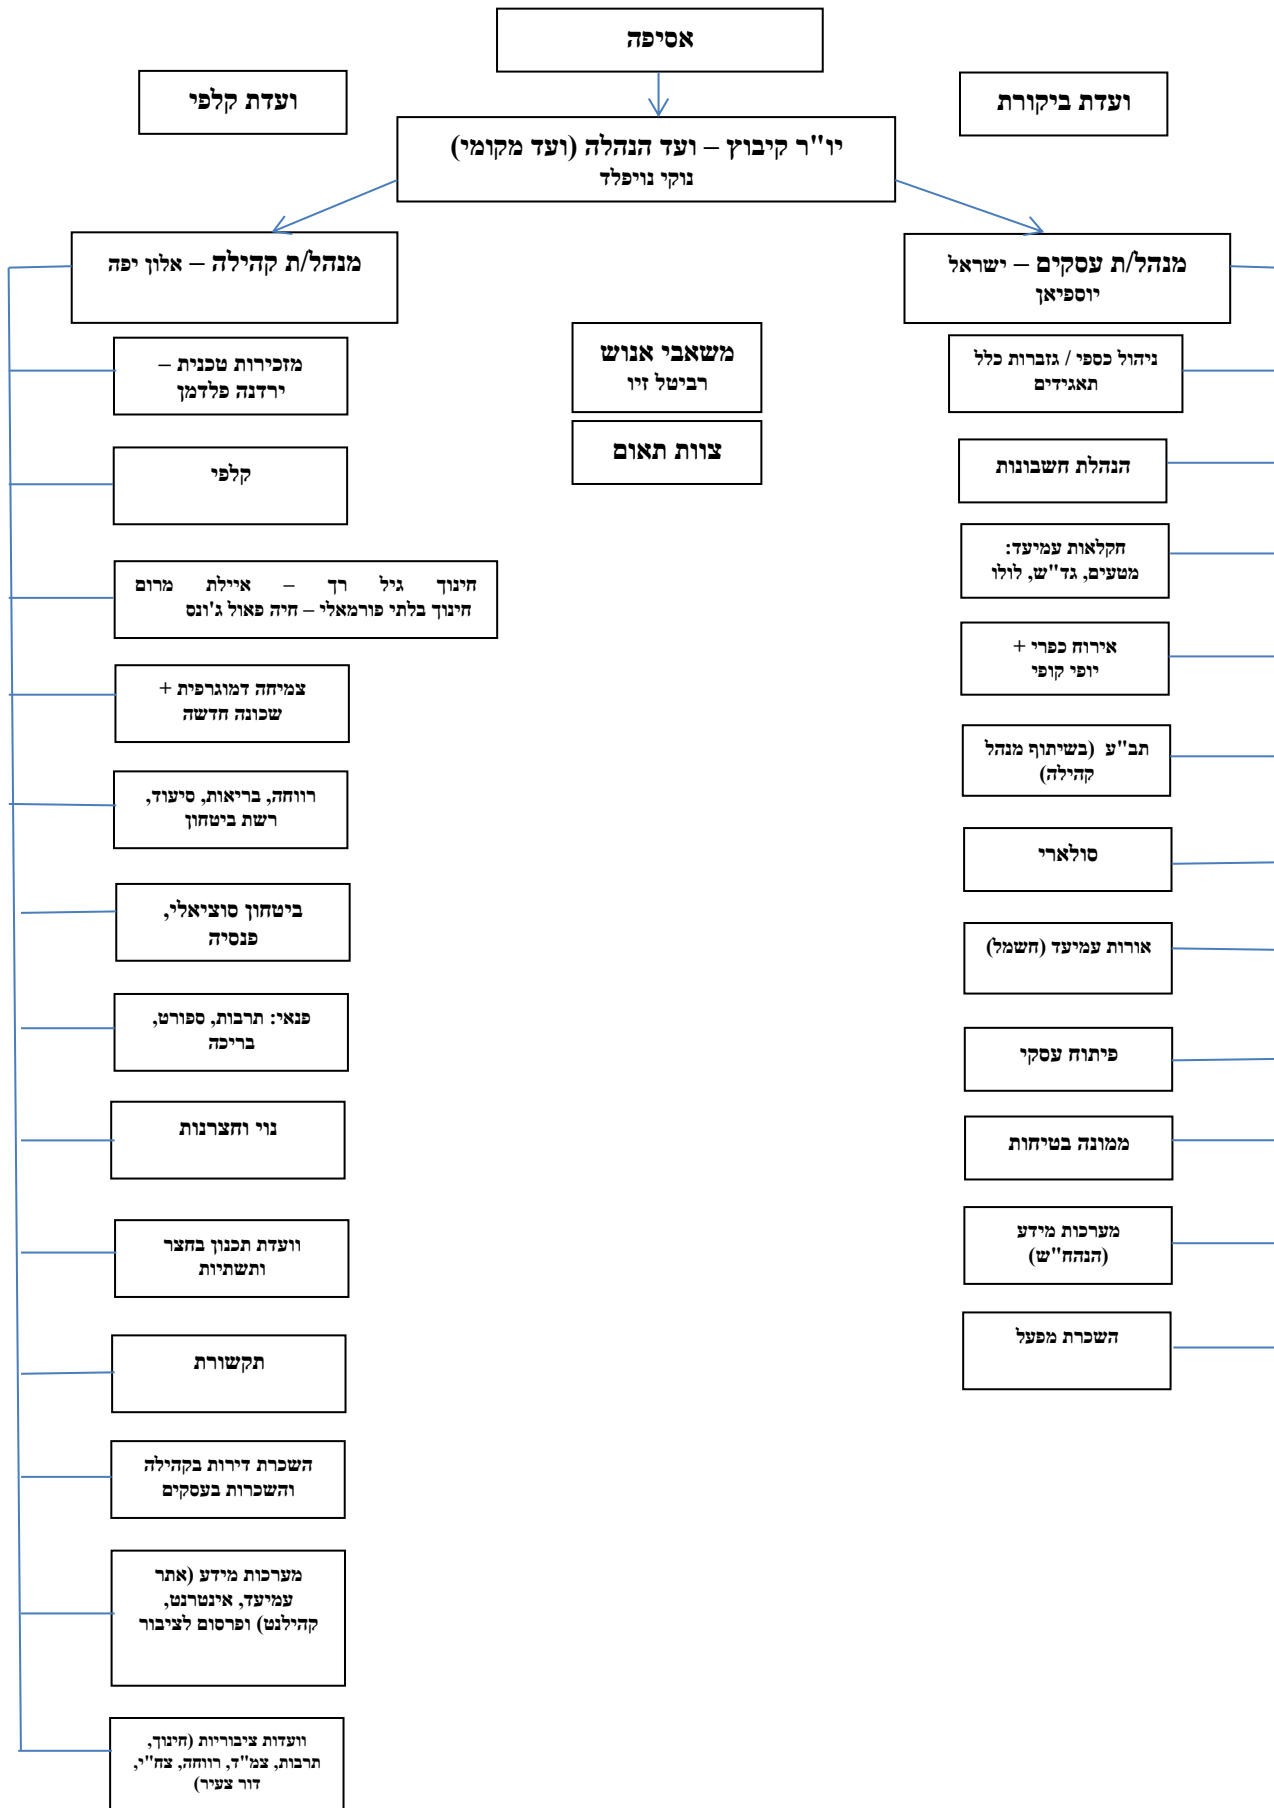 אסיפה
ועדת ביקורת
ועדת קלפי
יו"ר קיבוץ – ועד הנהלה (ועד מקומי)
נוקי נויפלד
מנהל/ת עסקים – ישראל
יוספיאן
ניהול כספי / גזברות כלל
תאגידים
הנהלת חשבונות
חקלאות עמיעד:
מטעים, גד"ש, לולו
אירוח כפרי +
יופי קופי
תב"ע (בשיתוף מנהל
קהילה)
סולארי
אורות עמיעד (חשמל)
פיתוח עסקי
ממונה בטיחות
מערכות מידע
(הנהח"ש)
השכרת מפעל
משאבי אנוש
רביטל זיו
צוות תאום
מנהל/ת קהילה – אלון יפה
מזכירות טכנית –
ירדנה פלדמן
קלפי
חינוך גיל רך – איילת מרום
חינוך בלתי פורמאלי – חיה פאול ג'ונס
צמיחה דמוגרפית +
שכונה חדשה
רווחה, בריאות, סיעוד,
רשת ביטחון
ביטחון סוציאלי,
פנסיה
פנאי: תרבות, ספורט,
בריכה
נוי וחצרנות
וועדת תכנון בחצר
ותשתיות
תקשורת
השכרת דירות בקהילה
והשכרות בעסקים
מערכות מידע (אתר
עמיעד, אינטרנט,
קהילנט) ופרסום לציבור
וועדות ציבוריות (חינוך,
תרבות, צמ"ד, רווחה, צח"י,
דור צעיר)